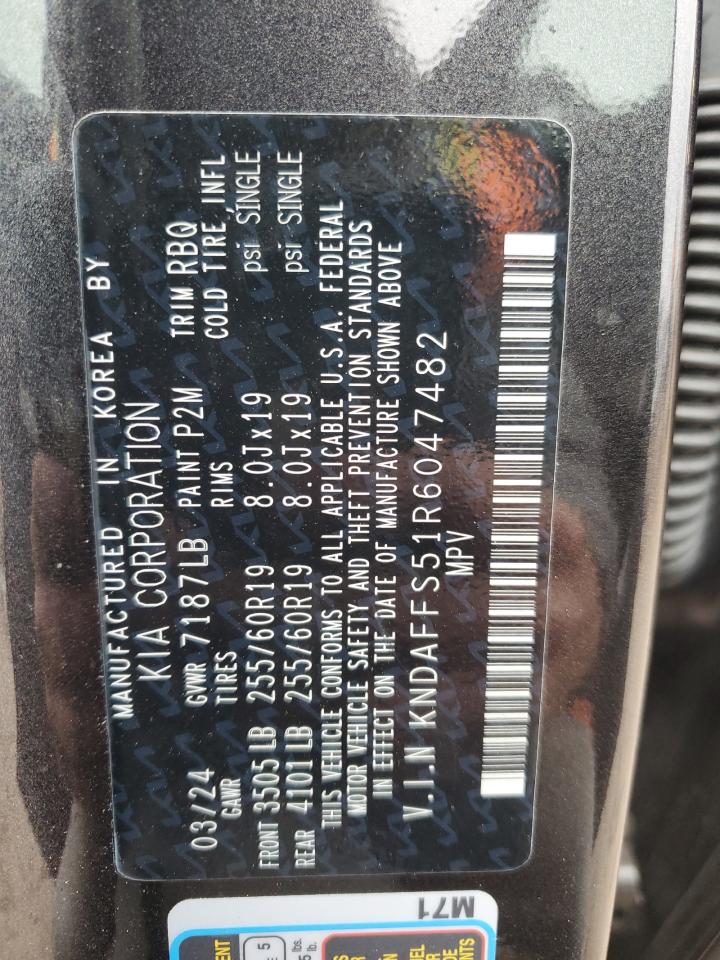 MANUFACTURED IN KOREA BY
KIA CORPORATION
03/24 GVWR 7187LB PAINT P2M TRIM RBQ
GAWR TIRES RIMS COLD TIRE INFL
FRONT 3505LB 255/60R19 8.0Jx19 psi SINGLE
REAR 4101LB 255/60R19 8.0Jx19 psi SINGLE
THIS VEHICLE CONFORMS TO ALL APPLICABLE U.S.A. FEDERAL
MOTOR VEHICLE SAFETY AND THEFT PREVENTION STANDARDS
IN EFFECT ON THE DATE OF MANUFACTURE SHOWN ABOVE
V.I.N KNDAFFS51R6047482
MPV
M71
5
lbs.
lb.